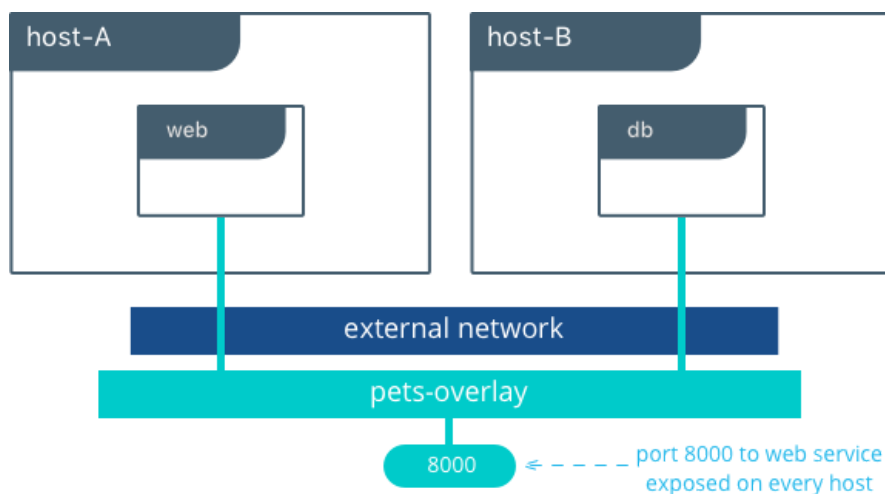 host-A
host-B
web
db
external network
pets-overlay
8000
port 8000 to web service
exposed on every host